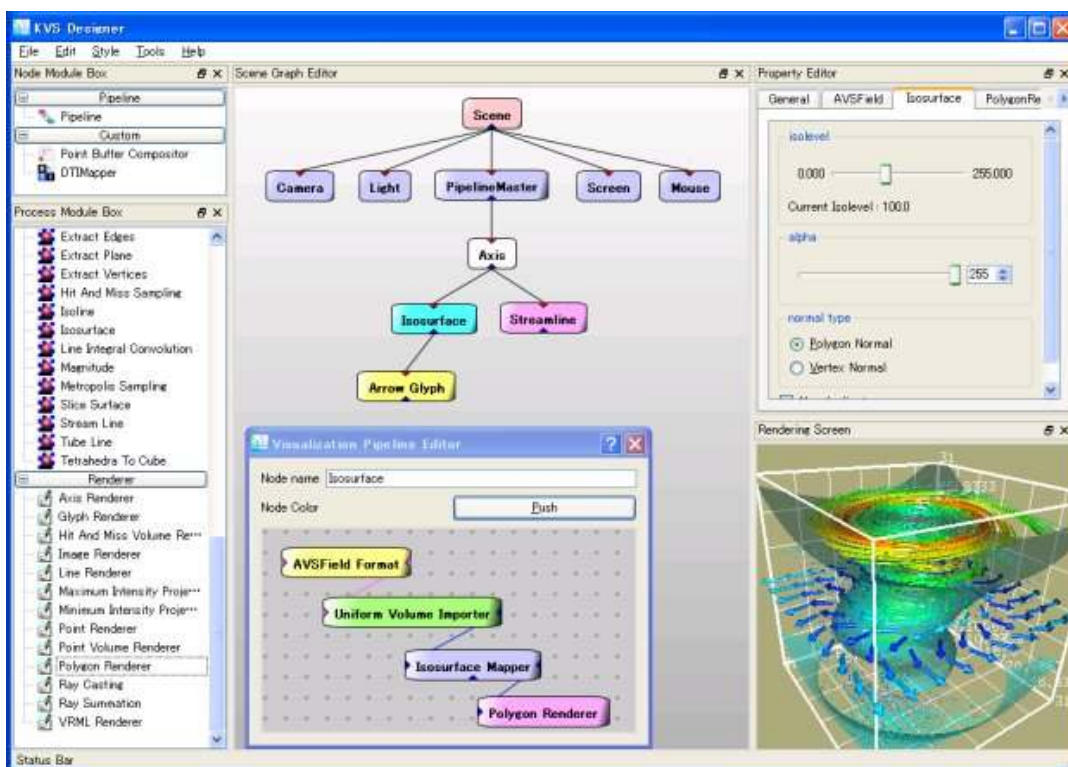 KVS Designer
File Edit Style Tools Help
Node Module Box
Pipeline
Pipeline
Custom
Point Buffer Compositor
DTIMapper
Process Module Box
Extract Edges
Extract Plane
Extract Vertices
Hit And Miss Sampling
Isoline
Isosurface
Line Integral Convolution
Magnitude
Metropolis Sampling
Slice Surface
Stream Line
Tube Line
Tetrahedra To Cube
Renderer
Axis Renderer
Glyph Renderer
Hit And Miss Volume Re···
Image Renderer
Line Renderer
Maximum Intensity Proje···
Minimum Intensity Proje···
Point Renderer
Point Volume Renderer
Polygon Renderer
Ray Casting
Ray Summation
VRML Renderer
Status Bar
Scene Graph Editor
Scene
Camera Light PipelineMaster Screen Mouse
Axis
Isosurface Streamline
Arrow Glyph
Visualization Pipeline Editor
Node name Isosurface
Node Color Push
AVSField Format
Uniform Volume Importer
Isosurface Mapper
Polygon Renderer
Property Editor
General AVSField Isosurface PolygonRe
isolevel
0.000 255.000
Current Isolevel : 100.0
alpha
255
normal type
Polygon Normal
Vertex Normal
Rendering Screen
31